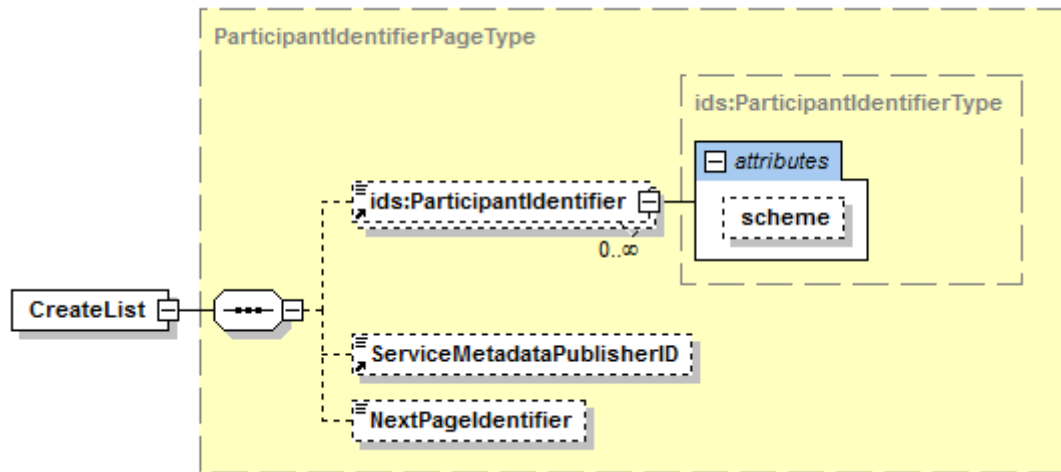 ParticipantIdentifierPageType
ids:ParticipantIdentifierType
attributes
ids:ParticipantIdentifier
scheme
0..∞
CreateList
ServiceMetadataPublisherID
NextPageIdentifier